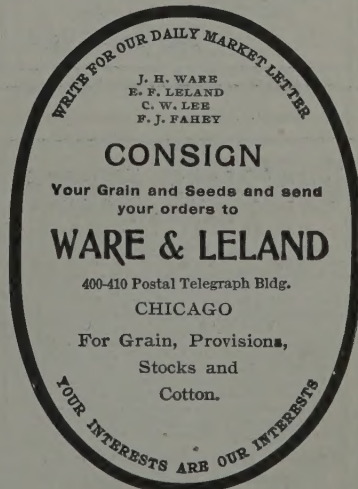 WRITE FOR OUR DAILY MARKET LETTER
J. H. WARE
E. F. LELAND
C. W. LEE
F. J. FAHEY
CONSIGN
Your Grain and Seeds and send
your orders to
WARE & LELAND
400-410 Postal Telegraph Bldg.
CHICAGO
For Grain, Provisions,
Stocks and
Cotton.
YOUR INTERESTS ARE OUR INTERESTS